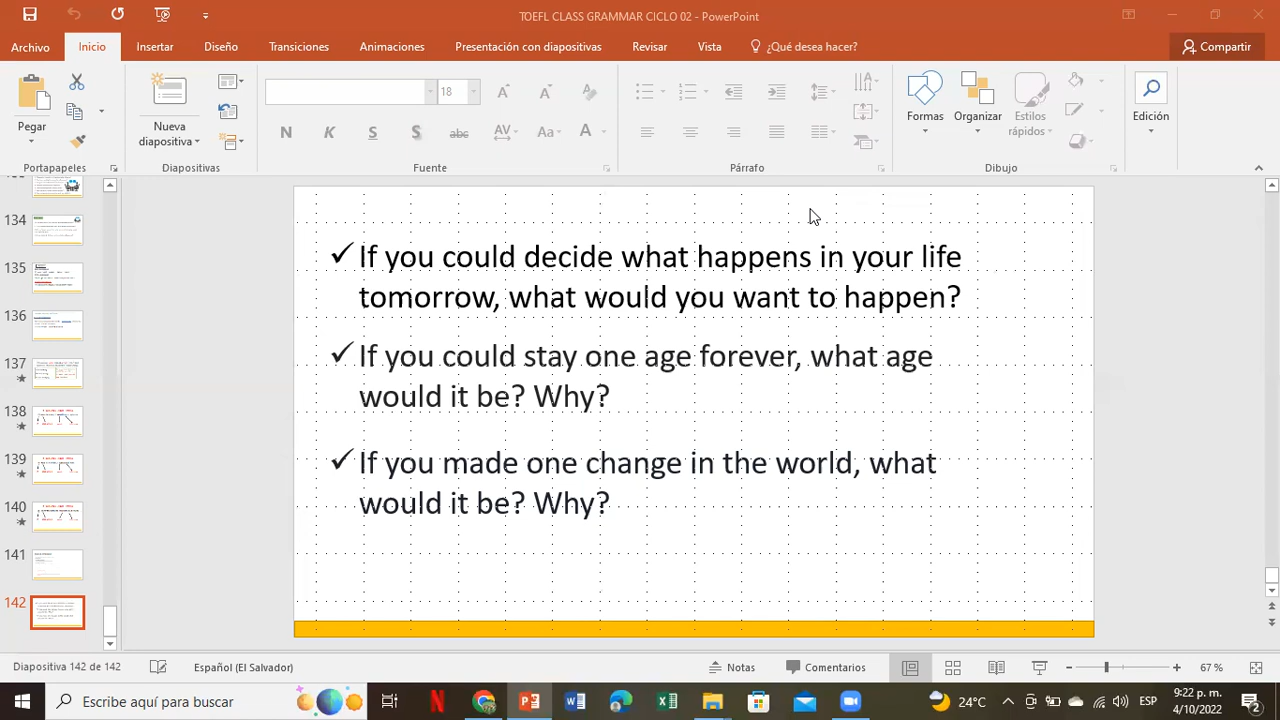 TOEFL CLASS GRAMMAR CICLO 02 - PowerPoint
Archivo Inicio Insertar Diseño Transiciones Animaciones Presentación con diapositivas Revisar Vista ¿Qué desea hacer? Compartir
18
Pegar
Nueva diapositiva
N K S S abc AV Aa A
Formas Organizar Estilos rápidos Edición
Portapapeles Diapositivas Fuente Párrafo Dibujo
134
135
136
137
138
139
140
141
142
✓ If you could decide what happens in your life
tomorrow, what would you want to happen?
✓ If you could stay one age forever, what age
would it be? Why?
✓ If you made one change in the world, what
would it be? Why?
Diapositiva 142 de 142 Español (El Salvador) Notas Comentarios 67 %
Escribe aquí para buscar 24°C ESP 9:22 p. m.
4/10/2022 2